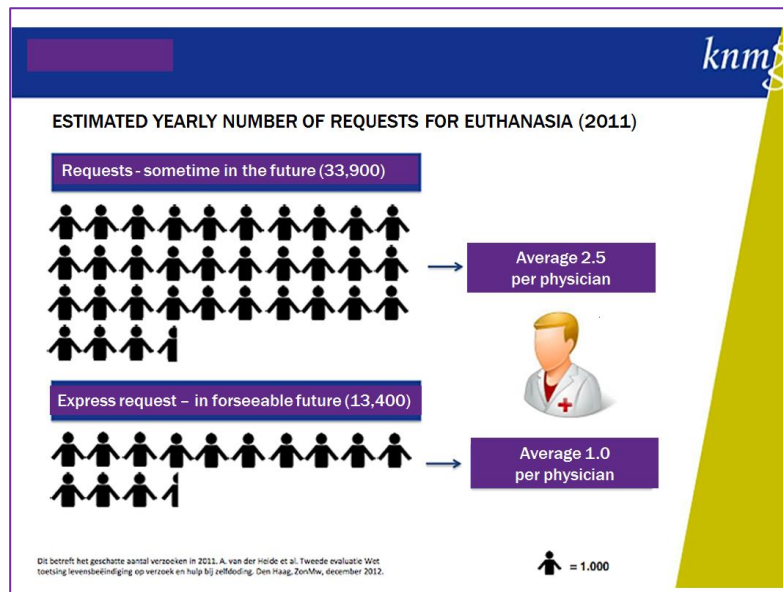 knmg
ESTIMATED YEARLY NUMBER OF REQUESTS FOR EUTHANASIA (2011)
Requests - sometime in the future (33,900)
Average 2.5
per physician
Express request – in forseeable future (13,400)
Average 1.0
per physician
Dit betreft het geschatte aantal verzoeken in 2011. A. van der Heide et al. Tweede evaluatie Wet
toetsing levensbeëindiging op verzoek en hulp bij zelfdoding. Den Haag, ZonMw, december 2012.
= 1.000